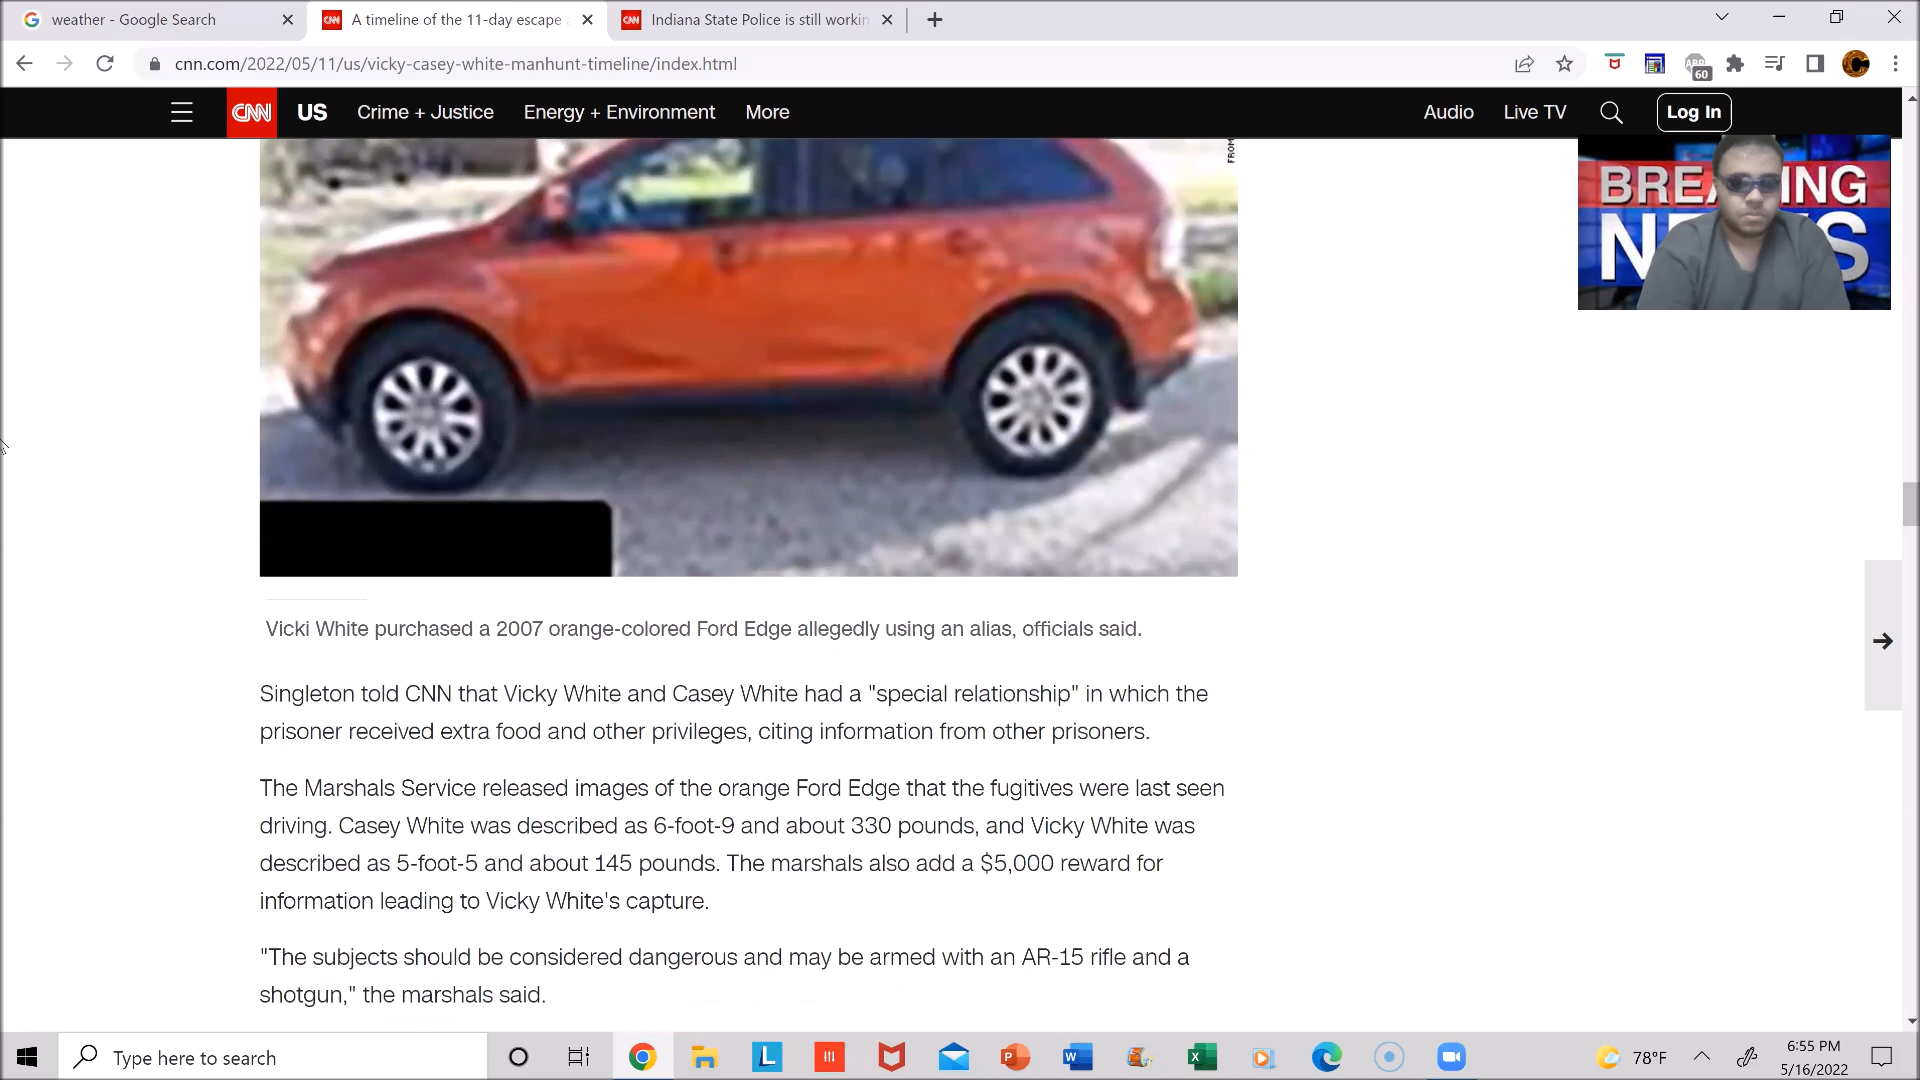 weather - Google Search
A timeline of the 11-day escape a
Indiana State Police is still workin
cnn.com/2022/05/11/us/vicky-casey-white-manhunt-timeline/index.html
60
CNN US Crime + Justice Energy + Environment More Audio Live TV Log In
FROM
BREA ING
N S
Vicki White purchased a 2007 orange-colored Ford Edge allegedly using an alias, officials said.
Singleton told CNN that Vicky White and Casey White had a "special relationship" in which the
prisoner received extra food and other privileges, citing information from other prisoners.
The Marshals Service released images of the orange Ford Edge that the fugitives were last seen
driving. Casey White was described as 6-foot-9 and about 330 pounds, and Vicky White was
described as 5-foot-5 and about 145 pounds. The marshals also add a $5,000 reward for
information leading to Vicky White's capture.
"The subjects should be considered dangerous and may be armed with an AR-15 rifle and a
shotgun," the marshals said.
Type here to search
78°F
6:55 PM
5/16/2022